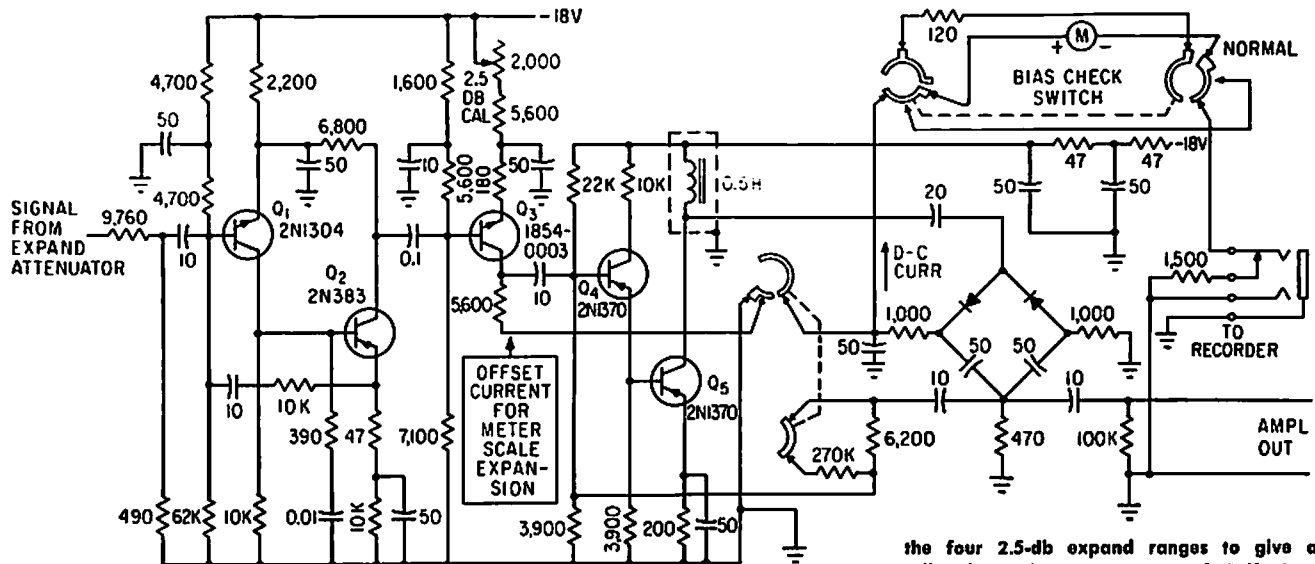 -18V
120
+ M -
NORMAL
BIAS CHECK
SWITCH
4,700
2,200
1,600
2,000
2.5
DB
CAL
5,600
50
6,800
50
10
5,600
180
50
22K
10K
0.5H
47
47
-18V
50
50
20
4,700
SIGNAL
FROM
EXPAND
ATTENUATOR
9,760
10
Q1
2N1304
Q2
2N383
0.1
Q3
1854-
0003
10
Q4
2N1370
5,600
D-C
CURR
1,000
1,000
50
50
50
1,500
TO
RECORDER
OFFSET
CURRENT
FOR
METER
SCALE
EXPAN-
SION
Q5
2N1370
10
10K
390
47
7,100
10
10
6,200
270K
470
100K
AMPL
OUT
490
62K
10K
0.01
10K
50
3,900
3,900
200
50
the four 2.5-db expand ranges to give a